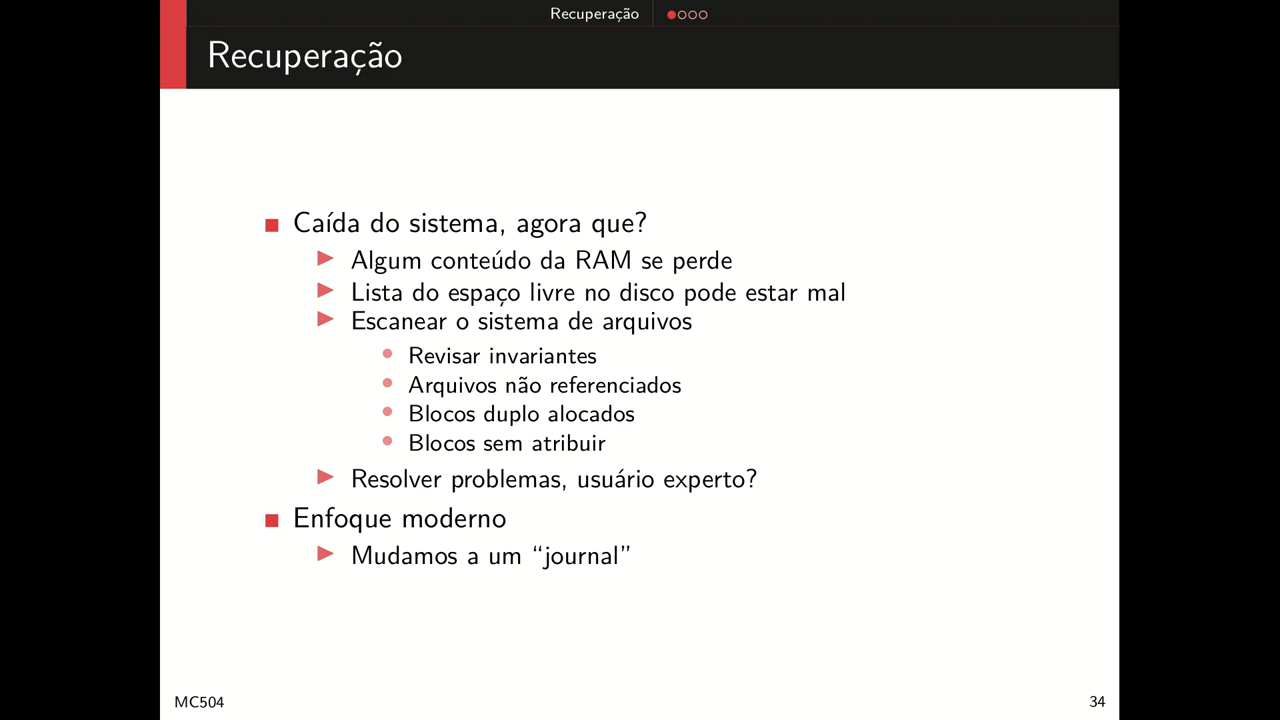 Recuperação
Recuperação
Caída do sistema, agora que?
Algum conteúdo da RAM se perde
Lista do espaço livre no disco pode estar mal
Escanear o sistema de arquivos
Revisar invariantes
Arquivos não referenciados
Blocos duplo alocados
Blocos sem atribuir
Resolver problemas, usuário experto?
Enfoque moderno
Mudamos a um “journal”
MC504
34